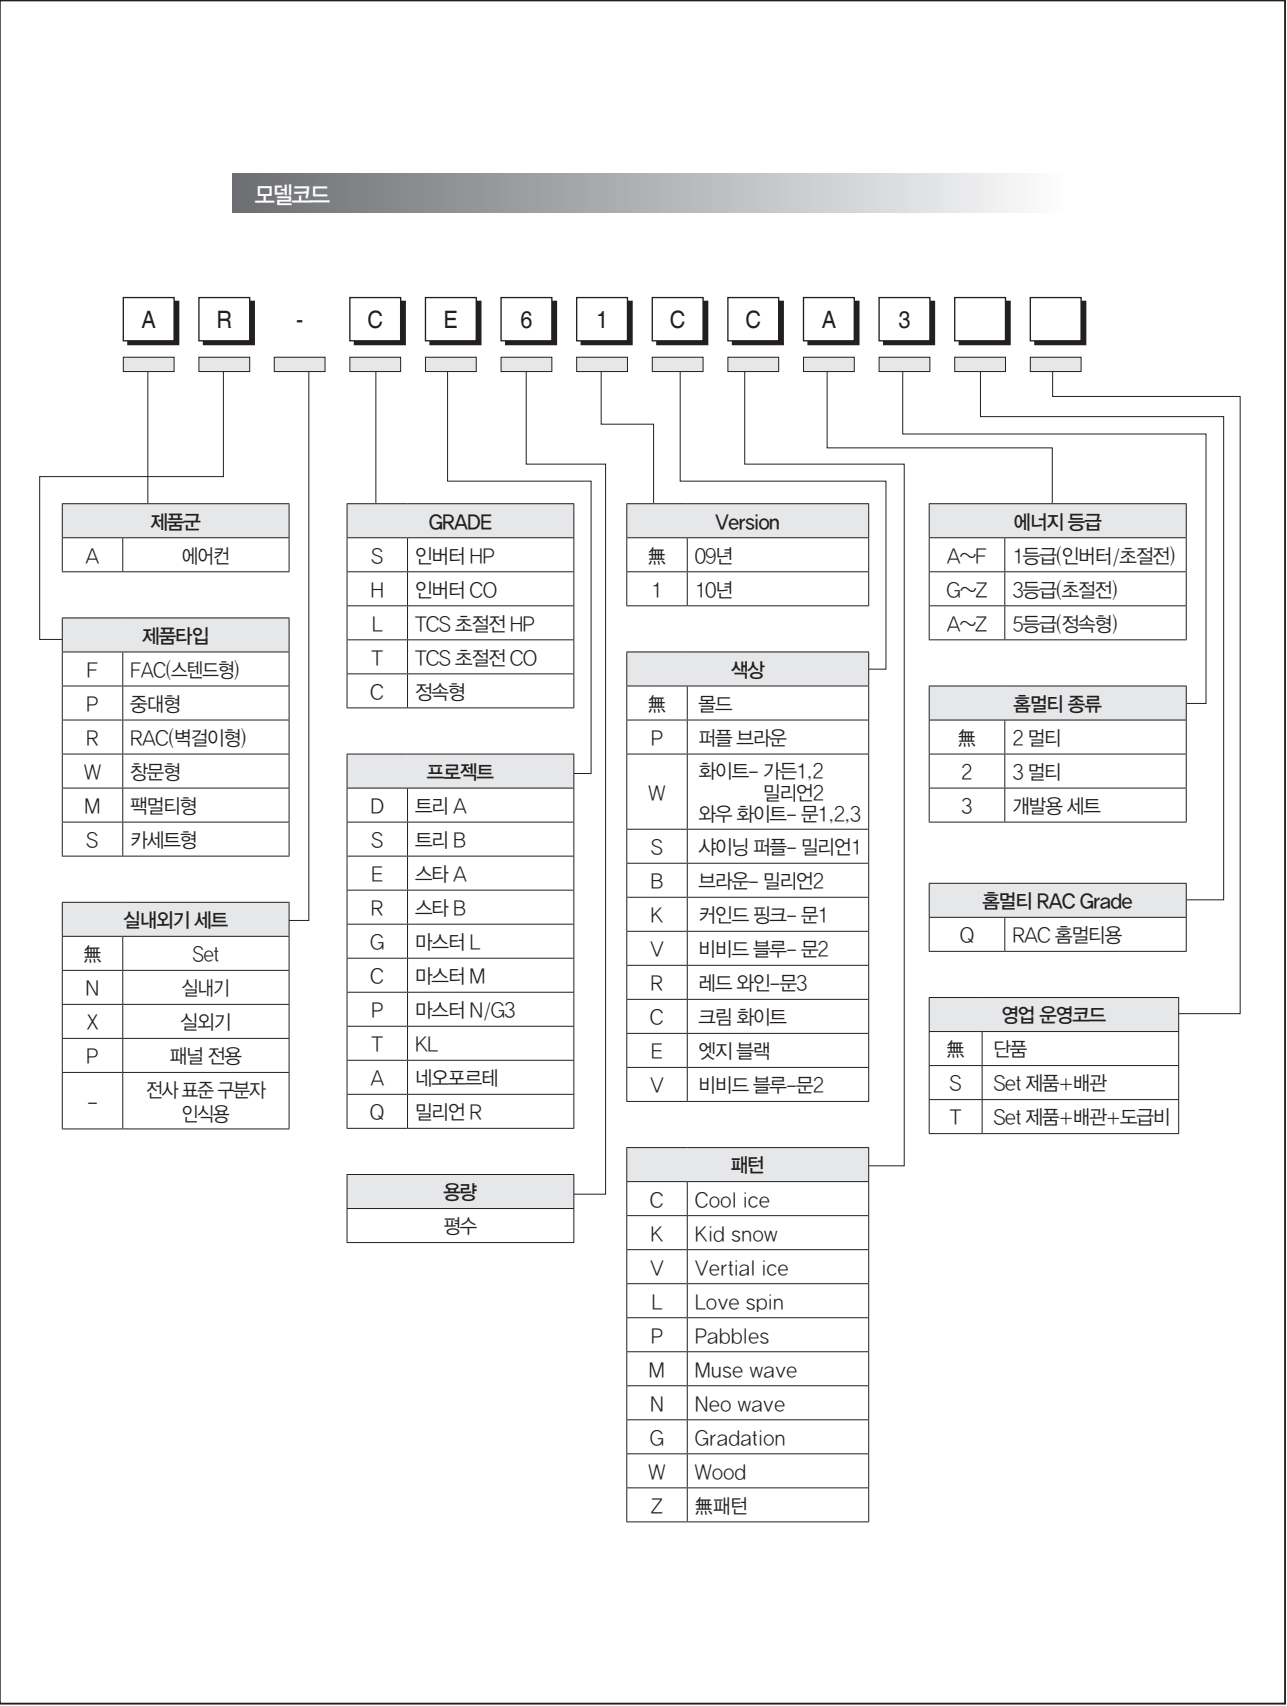 모델코드
A R - C E 6 1 C C A 3
제품군
A 에어컨
제품타입
F FAC(스텐드형)
P 중대형
R RAC(벽걸이형)
W 창문형
M 팩멀티형
S 카세트형
실내외기 세트
無 Set
N 실내기
X 실외기
P 패널 전용
– 전사 표준 구분자
인식용
GRADE
S 인버터 HP
H 인버터 CO
L TCS 초절전 HP
T TCS 초절전 CO
C 정속형
프로젝트
D 트리 A
S 트리 B
E 스타 A
R 스타 B
G 마스터 L
C 마스터 M
P 마스터 N/G3
T KL
A 네오포르테
Q 밀리언 R
용량
평수
Version
無 09년
1 10년
색상
無 몰드
P 퍼플 브라운
W 화이트– 가든1,2
밀리언2
와우 화이트– 문1,2,3
S 샤이닝 퍼플– 밀리언1
B 브라운– 밀리언2
K 커인드 핑크– 문1
V 비비드 블루– 문2
R 레드 와인–문3
C 크림 화이트
E 엣지 블랙
V 비비드 블루–문2
패턴
C Cool ice
K Kid snow
V Vertial ice
L Love spin
P Pabbles
M Muse wave
N Neo wave
G Gradation
W Wood
Z 無패턴
에너지 등급
A～F 1등급(인버터/초절전)
G～Z 3등급(초절전)
A～Z 5등급(정속형)
홈멀티 종류
無 2 멀티
2 3 멀티
3 개발용 세트
홈멀티 RAC Grade
Q RAC 홈멀티용
영업 운영코드
無 단품
S Set 제품+배관
T Set 제품+배관+도급비